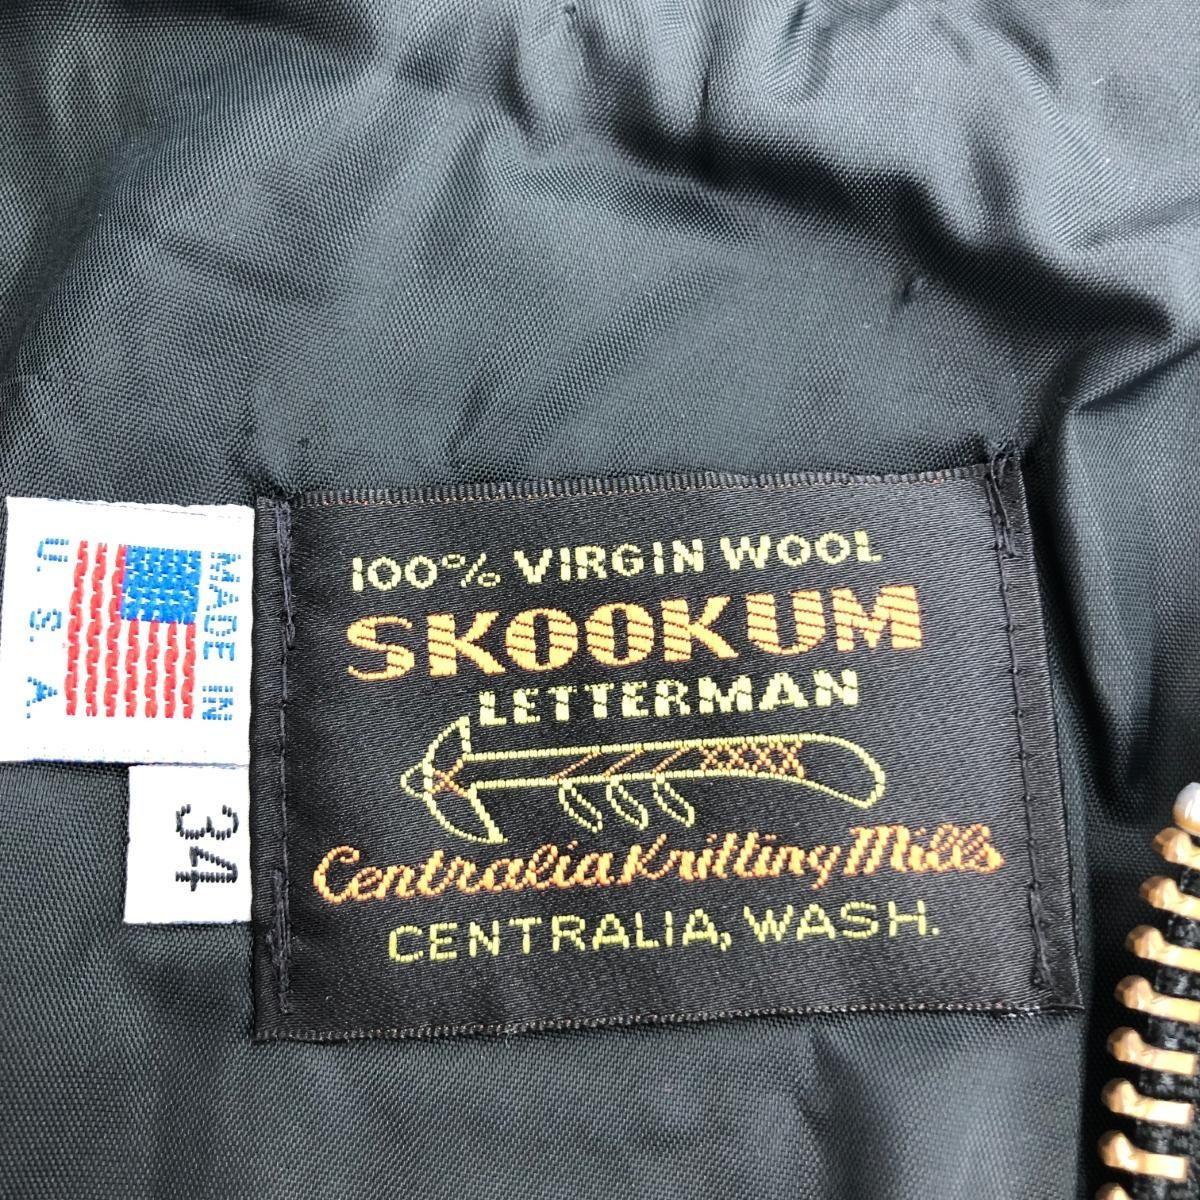 100% VIRGIN WOOL
SKOOKUM
LETTERMAN
Centralia Knitting Mills
CENTRALIA, WASH.
MADE IN
U. S. A.
34